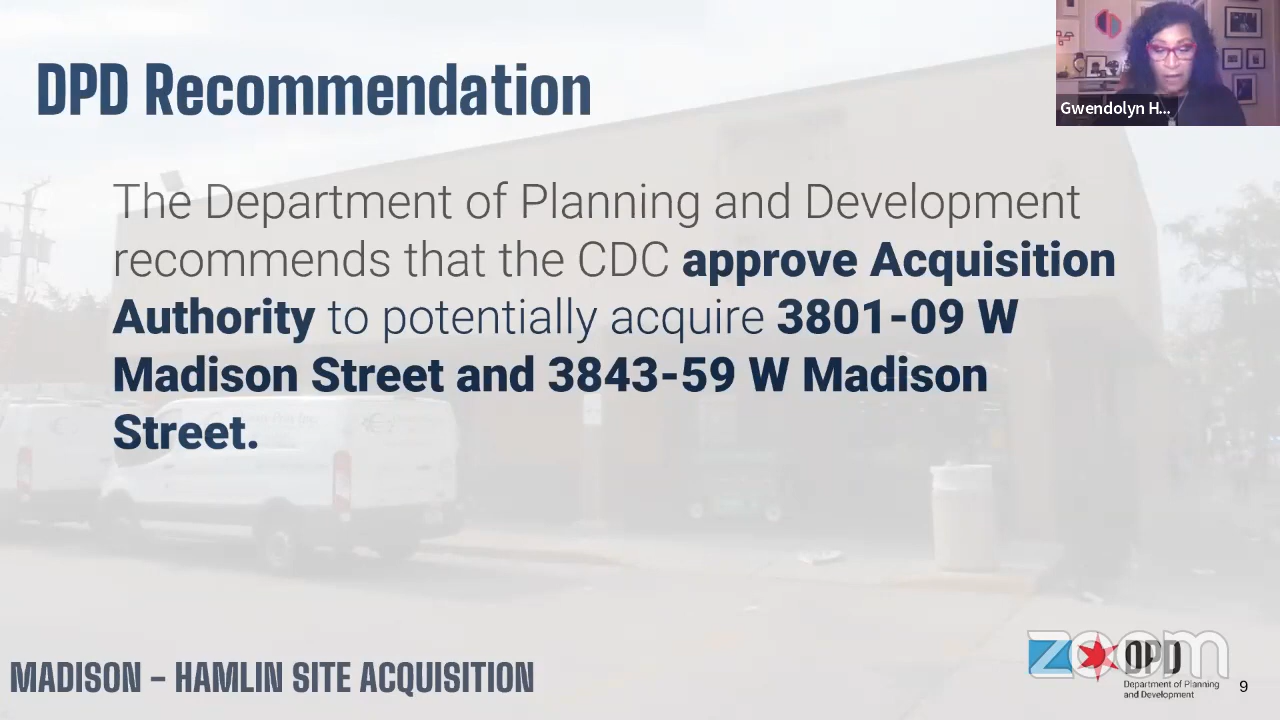 DPD Recommendation
Gwendolyn H...
The Department of Planning and Development
recommends that the CDC approve Acquisition
Authority to potentially acquire 3801-09 W
Madison Street and 3843-59 W Madison
Street.
MADISON – HAMLIN SITE ACQUISITION
zoom
DPD
Department of Planning
and Development
9